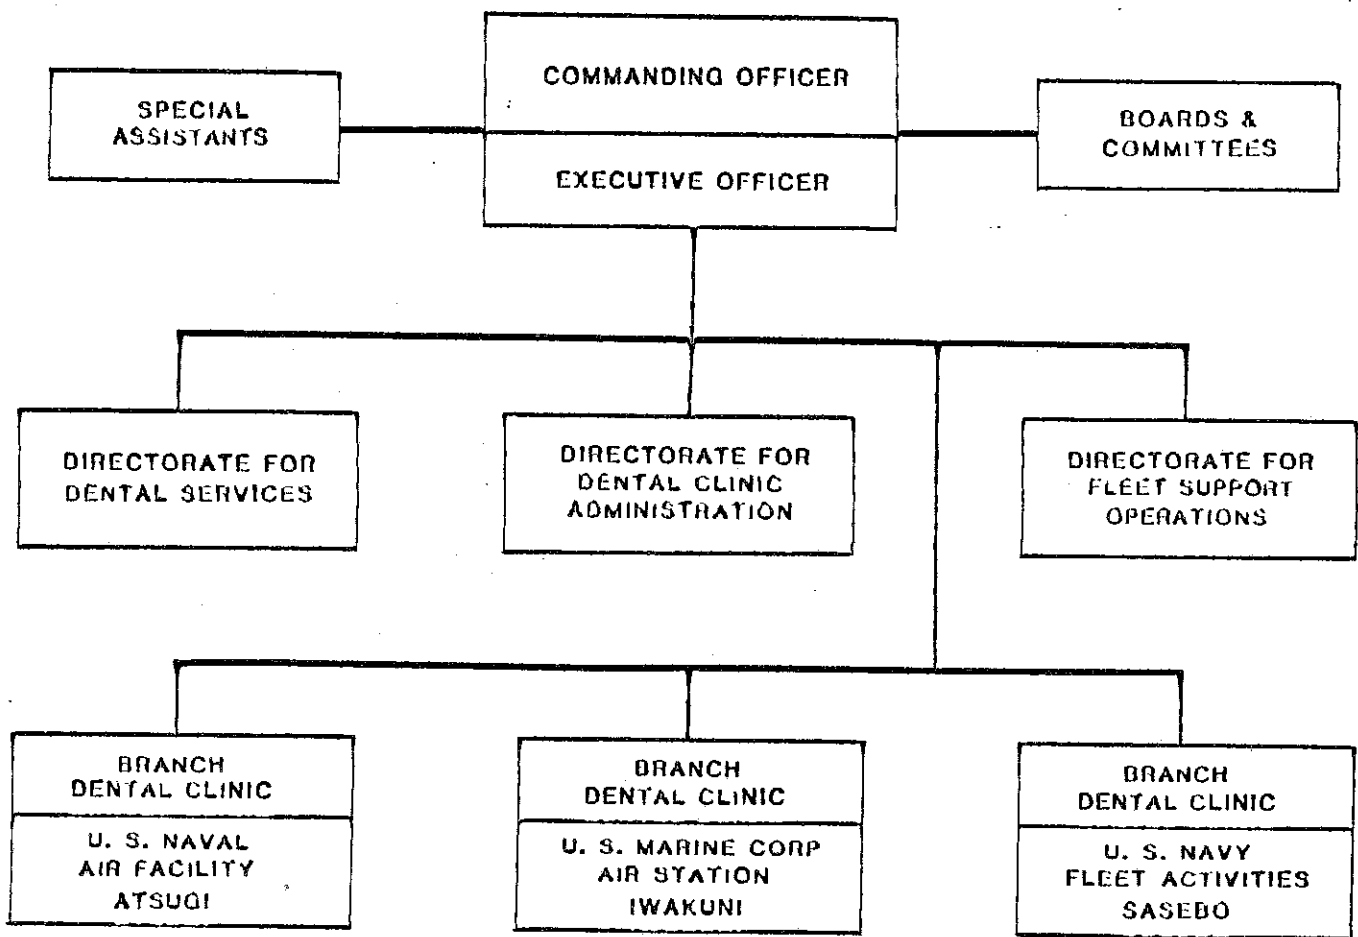 COMMANDING OFFICER
EXECUTIVE OFFICER
SPECIAL
ASSISTANTS
BOARDS &
COMMITTEES
DIRECTORATE FOR
DENTAL SERVICES
DIRECTORATE FOR
DENTAL CLINIC
ADMINISTRATION
DIRECTORATE FOR
FLEET SUPPORT
OPERATIONS
BRANCH
DENTAL CLINIC
U. S. NAVAL
AIR FACILITY
ATSUGI
BRANCH
DENTAL CLINIC
U. S. MARINE CORP
AIR STATION
IWAKUNI
BRANCH
DENTAL CLINIC
U. S. NAVY
FLEET ACTIVITIES
SASEBO